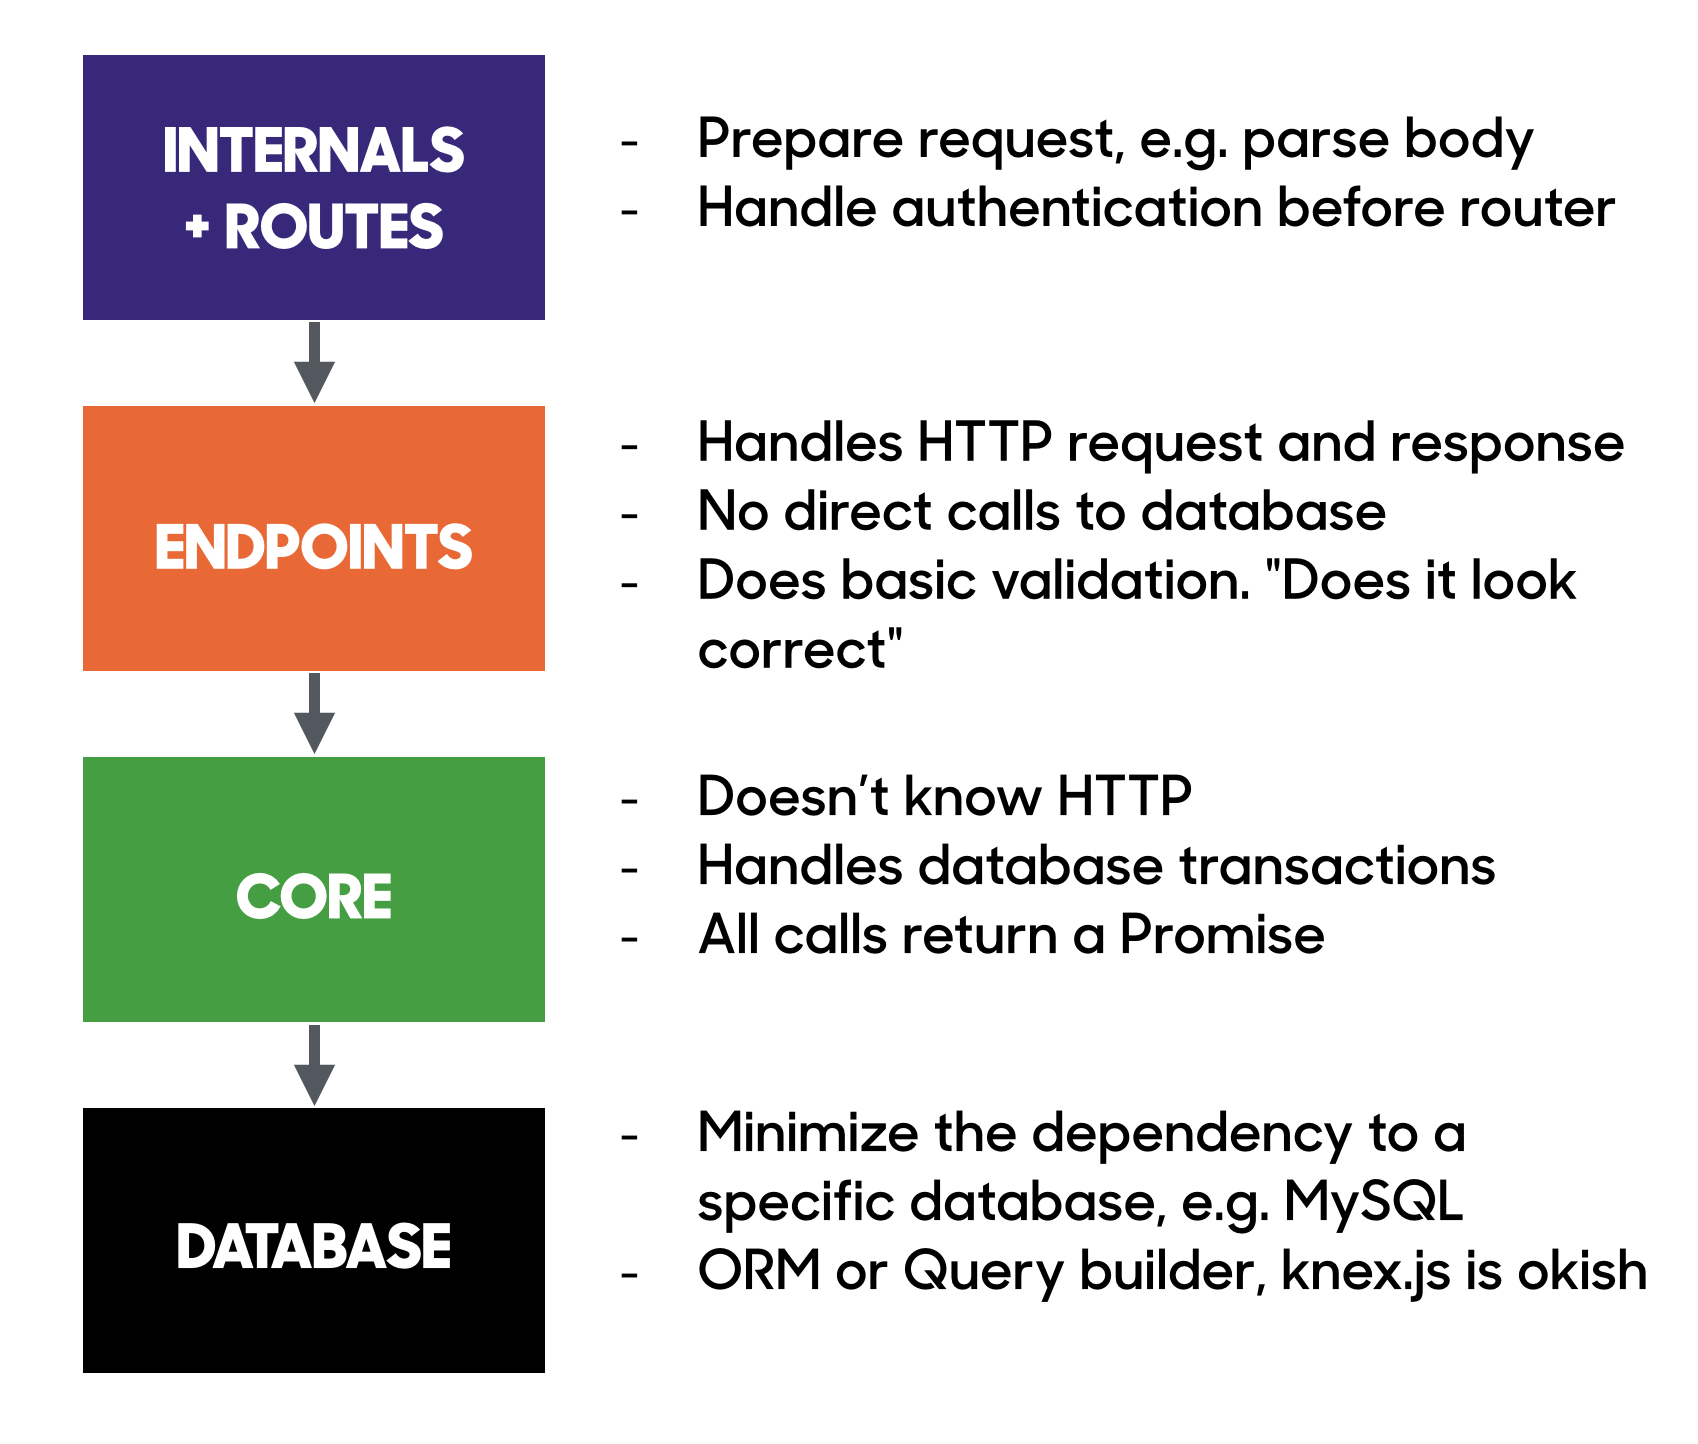 INTERNALS
+ ROUTES
- Prepare request, e.g. parse body
- Handle authentication before router
ENDPOINTS
- Handles HTTP request and response
- No direct calls to database
- Does basic validation. "Does it look
correct"
CORE
- Doesn’t know HTTP
- Handles database transactions
- All calls return a Promise
DATABASE
- Minimize the dependency to a
specific database, e.g. MySQL
- ORM or Query builder, knex.js is okish